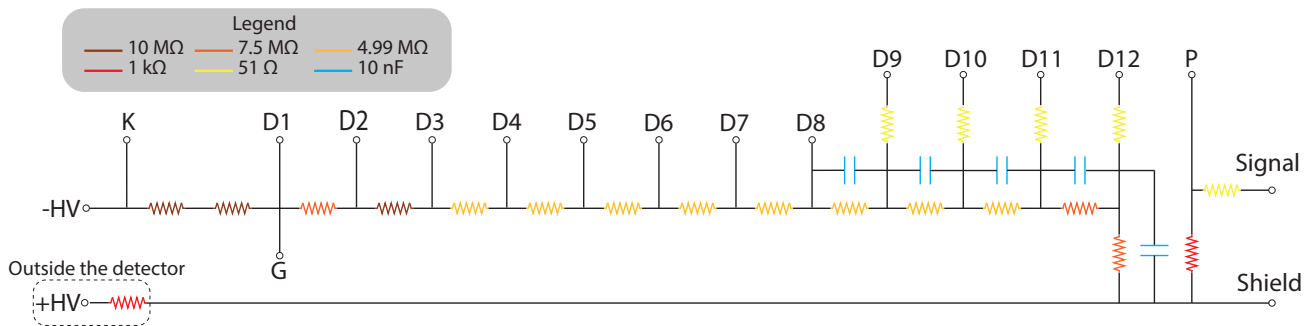 Legend
10 MΩ 7.5 MΩ 4.99 MΩ
1 kΩ 51 Ω 10 nF
D9 D10 D11 D12 P
K D1 D2 D3 D4 D5 D6 D7 D8
Signal
-HV
G
Outside the detector
+HV Shield